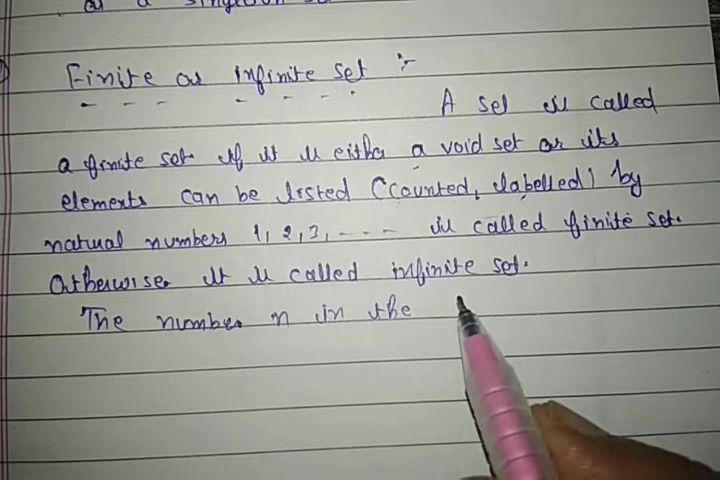 as a singleton
Finite or infinite set :-
A set is called
a finite set if it is either a void set or its
elements can be listed (counted, labelled) by
natural numbers 1, 2, 3, ---- is called finite set.
Otherwise. It is called infinite set.
The number n in the